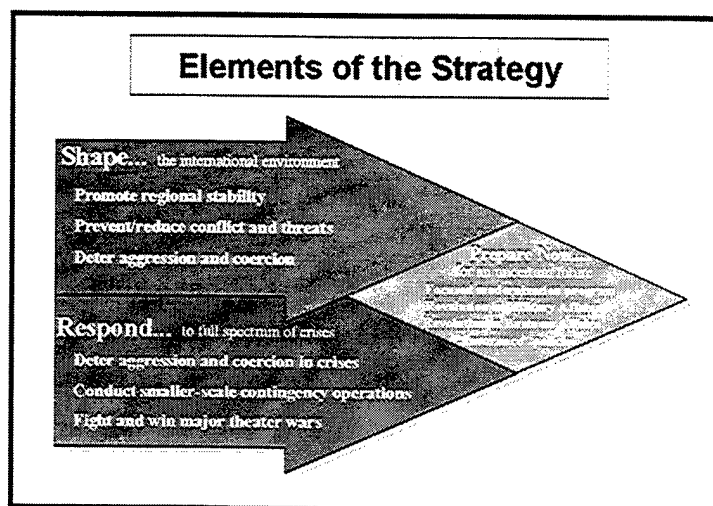 Elements of the Strategy
Shape... the international environment
Promote regional stability
Prevent/reduce conflict and threats
Deter aggression and coercion
Prepare Now...
Respond... to full spectrum of crises
Deter aggression and coercion in crises
Conduct smaller-scale contingency operations
Fight and win major theater wars